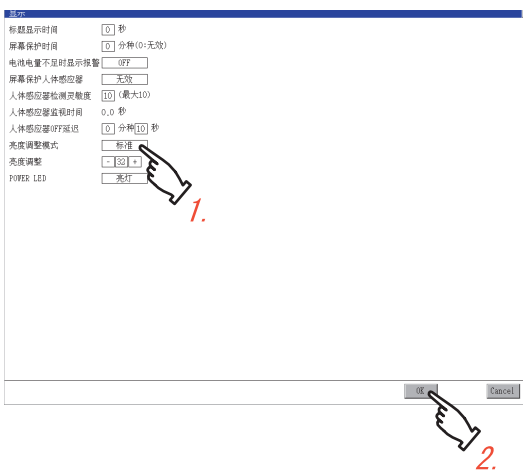 显示
标题显示时间 0 秒
屏幕保护时间 0 分种(0:无效)
电池电量不足时显示报警 OFF
屏幕保护人体感应器 无效
人体感应器检测灵敏度 10 (最大10)
人体感应器监视时间 0.0 秒
人体感应器OFF延迟 0 分种 10 秒
亮度调整模式 标准
亮度调整 - 32 +
POWER LED 亮灯
1.
OK Cancel
2.